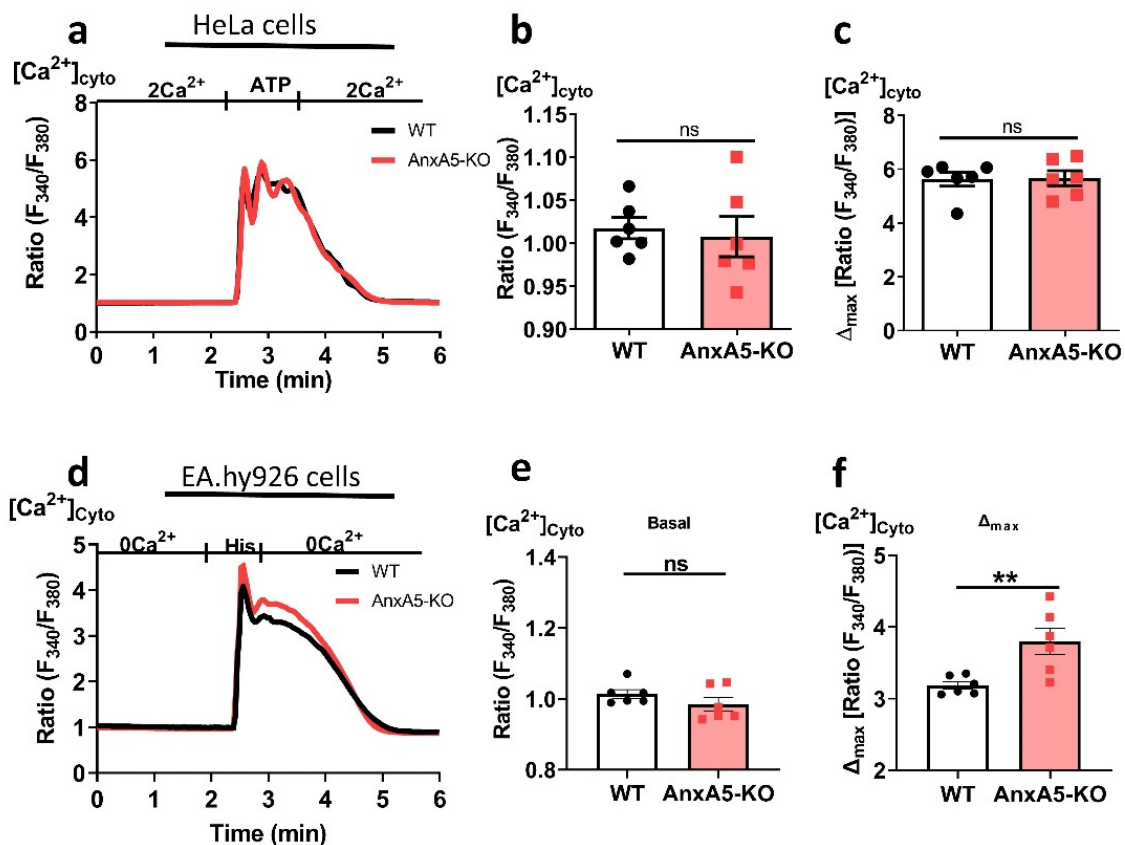 a
HeLa cells
[Ca²⁺]cyto
2Ca²⁺ ATP 2Ca²⁺
WT
AnxA5-KO
Ratio (F₃₄₀/F₃₈₀)
8
6
4
2
0
0 1 2 3 4 5 6
Time (min)
b
[Ca²⁺]cyto
ns
Ratio (F₃₄₀/F₃₈₀)
1.15
1.10
1.05
1.00
0.95
0.90
WT AnxA5-KO
c
[Ca²⁺]cyto
ns
Δmax [Ratio (F₃₄₀/F₃₈₀)]
8
6
4
2
0
WT AnxA5-KO
d
EA.hy926 cells
[Ca²⁺]Cyto
0Ca²⁺ His 0Ca²⁺
WT
AnxA5-KO
Ratio (F₃₄₀/F₃₈₀)
5
4
3
2
1
0
0 1 2 3 4 5 6
Time (min)
e
[Ca²⁺]Cyto
Basal
ns
Ratio (F₃₄₀/F₃₈₀)
1.4
1.2
1.0
0.8
WT AnxA5-KO
f
[Ca²⁺]Cyto
Δmax
**
Δmax [Ratio (F₃₄₀/F₃₈₀)]
5
4
3
2
WT AnxA5-KO